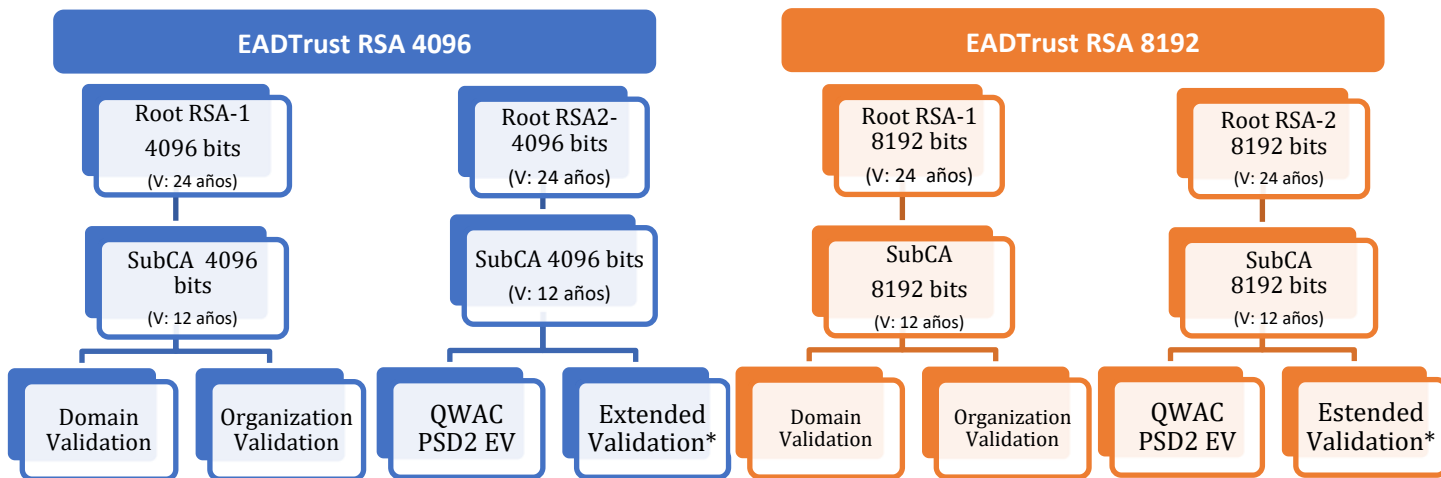 EADTrust RSA 4096
Root RSA-1
4096 bits
(V: 24 años)
Root RSA2-
4096 bits
(V: 24 años)
SubCA 4096
bits
(V: 12 años)
SubCA 4096 bits
(V: 12 años)
Domain
Validation
Organization
Validation
QWAC
PSD2 EV
Extended
Validation*
EADTrust RSA 8192
Root RSA-1
8192 bits
(V: 24 años)
Root RSA-2
8192 bits
(V: 24 años)
SubCA
8192 bits
(V: 12 años)
SubCA
8192 bits
(V: 12 años)
Domain
Validation
Organization
Validation
QWAC
PSD2 EV
Estended
Validation*